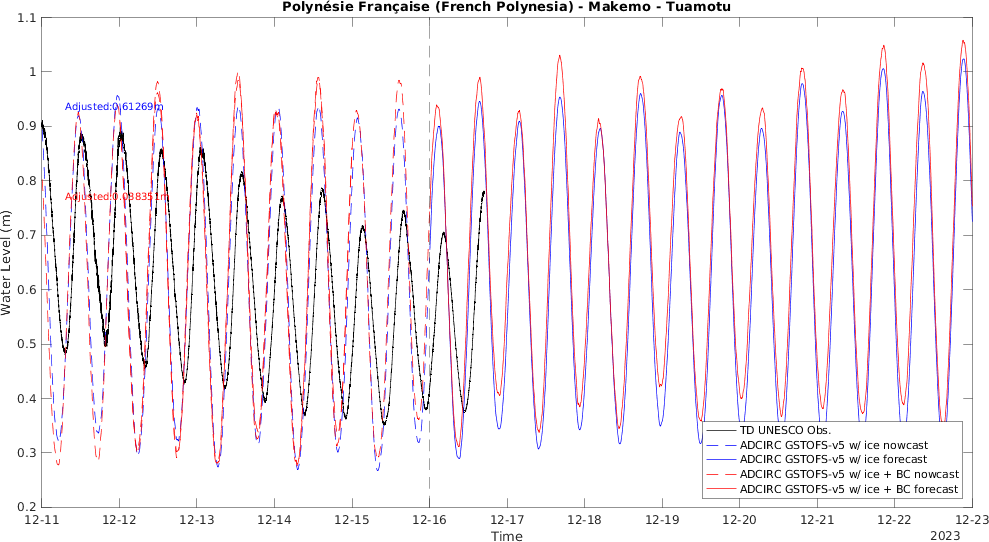 Polynésie Française (French Polynesia) - Makemo - Tuamotu
Water Level (m)
1.1
1
0.9
0.8
0.7
0.6
0.5
0.4
0.3
0.2
Adjusted:0.61269m
Adjusted:0.038351m
TD UNESCO Obs.
ADCIRC GSTOFS-v5 w/ ice nowcast
ADCIRC GSTOFS-v5 w/ ice forecast
ADCIRC GSTOFS-v5 w/ ice + BC nowcast
ADCIRC GSTOFS-v5 w/ ice + BC forecast
12-11 12-12 12-13 12-14 12-15 12-16 12-17 12-18 12-19 12-20 12-21 12-22 12-23
Time
2023